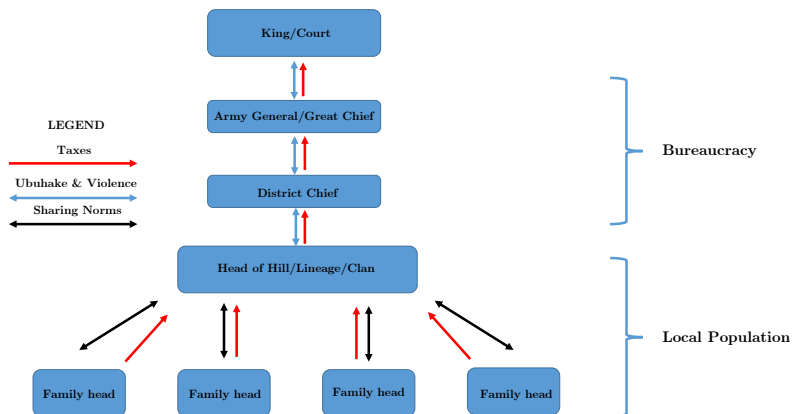 King/Court
Army General/Great Chief
LEGEND
Taxes
Bureaucracy
Ubuhake & Violence
District Chief
Sharing Norms
Head of Hill/Lineage/Clan
Local Population
Family head
Family head
Family head
Family head